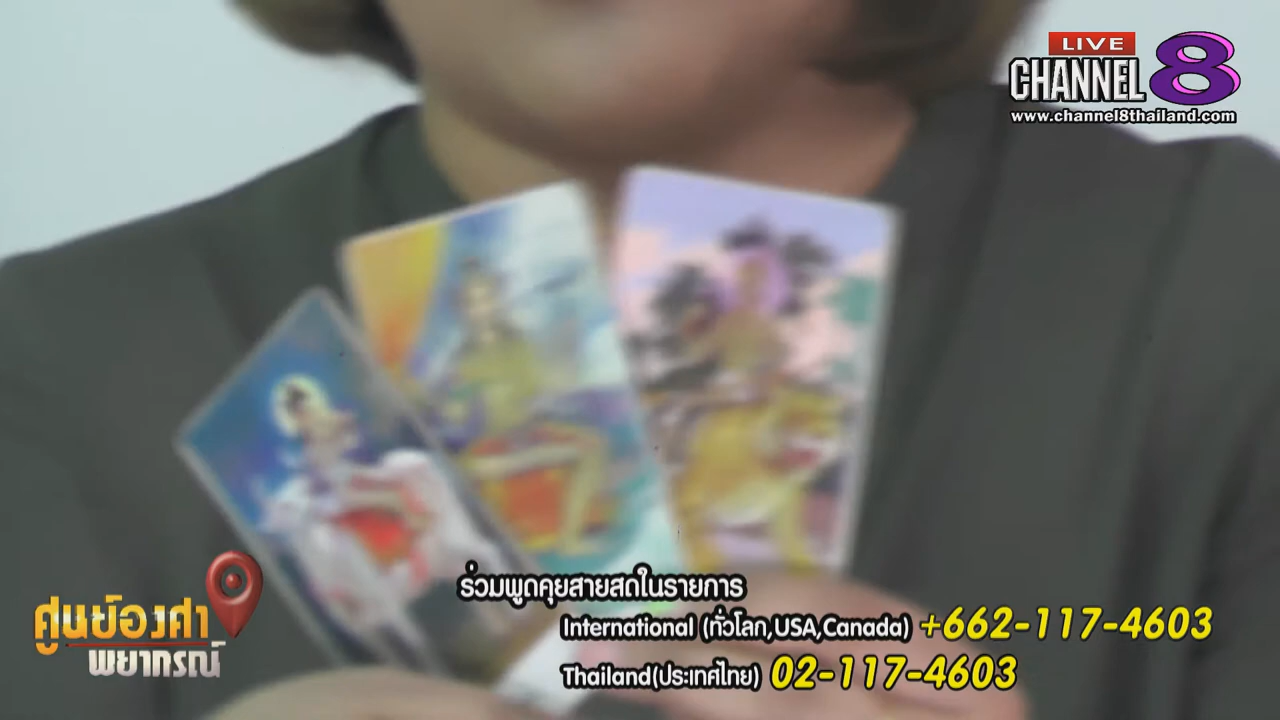 LIVE
CHANNEL 8
www.channel8thailand.com
ร่วมพูดคุยสายสดในรายการ
International (ทั่วโลก,USA,Canada) +662-117-4603
Thailand(ประเทศไทย) 02-117-4603
ศูนย์องศา
พยากรณ์